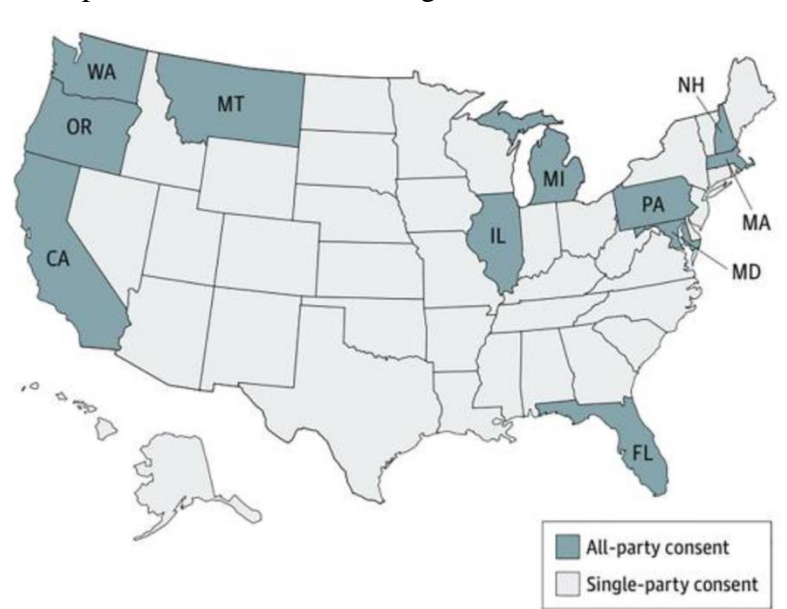 WA
MT
OR
NH
MI
PA
IL
MA
CA
MD
FL
All-party consent
Single-party consent